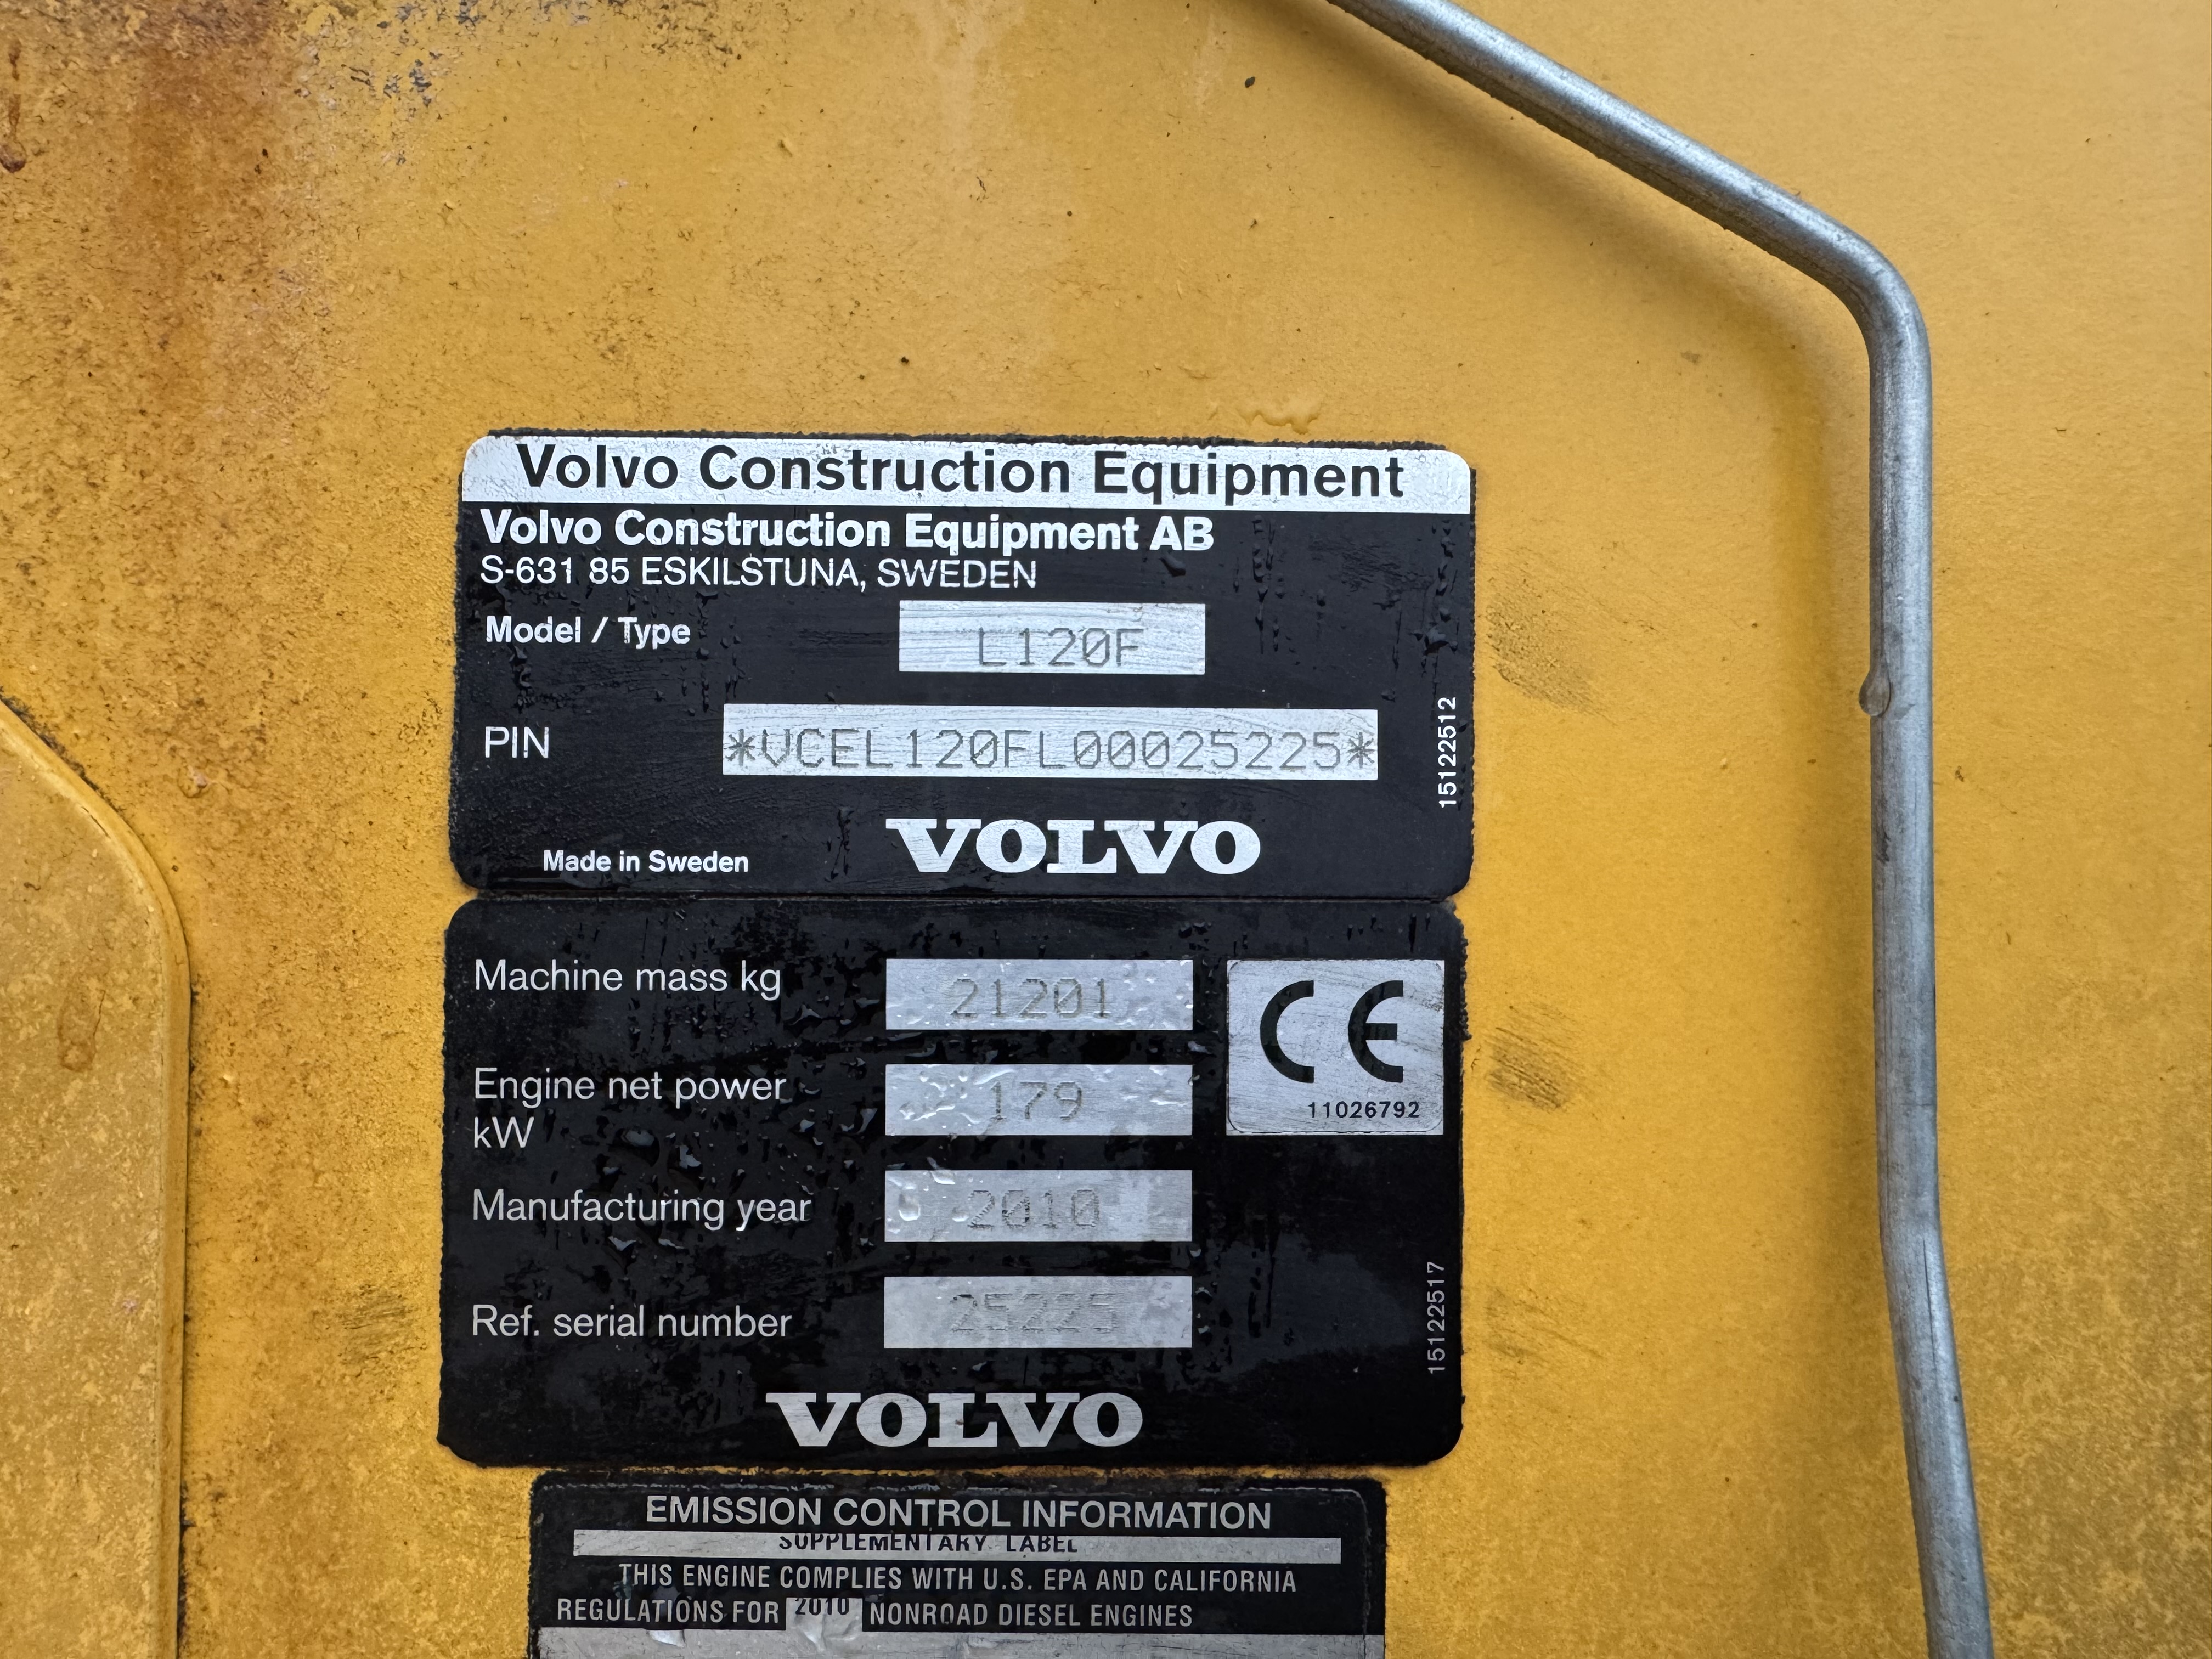 Volvo Construction Equipment
Volvo Construction Equipment AB
S-631 85 ESKILSTUNA, SWEDEN
Model / Type L120F
PIN *VCEL120FL00025225*
15122512
Made in Sweden VOLVO
Machine mass kg 21201
CE
11026792
Engine net power
kW 179
Manufacturing year 2010
Ref. serial number 25225
15122517
VOLVO
EMISSION CONTROL INFORMATION
SUPPLEMENTARY LABEL
THIS ENGINE COMPLIES WITH U.S. EPA AND CALIFORNIA
REGULATIONS FOR 2010 NONROAD DIESEL ENGINES